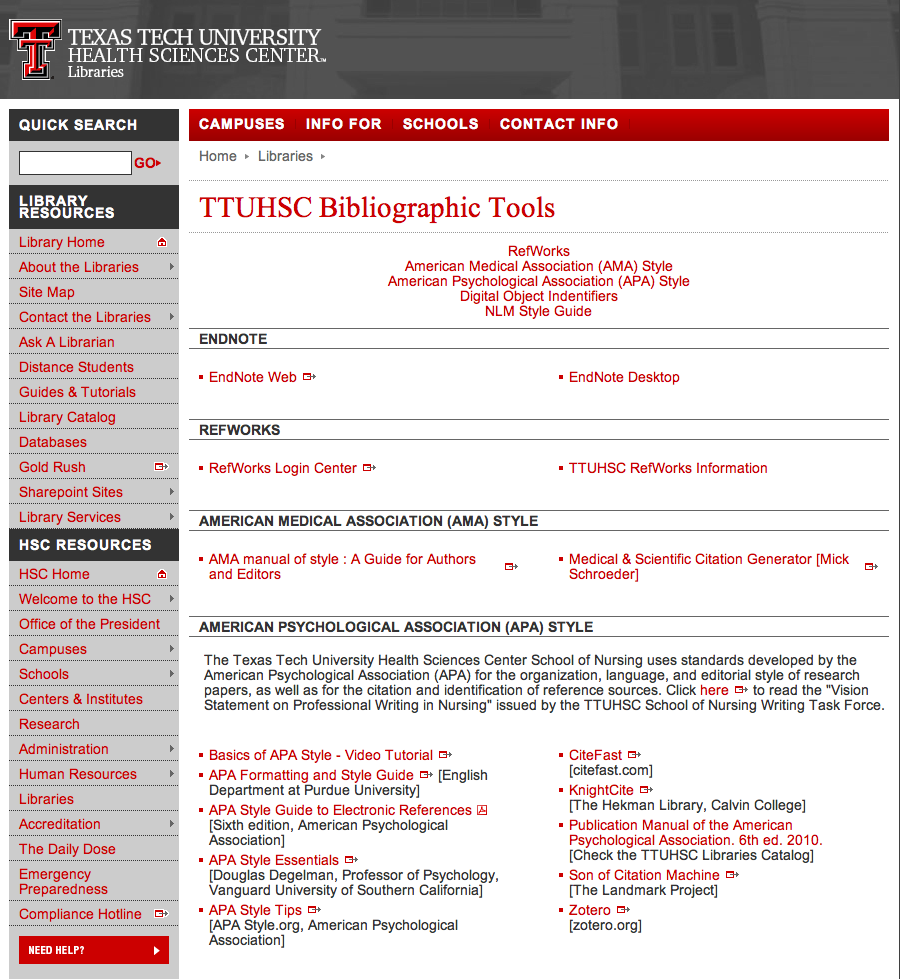 TEXAS TECH UNIVERSITY
HEALTH SCIENCES CENTER™
Libraries
QUICK SEARCH
GO
LIBRARY
RESOURCES
Library Home
About the Libraries
Site Map
Contact the Libraries
Ask A Librarian
Distance Students
Guides & Tutorials
Library Catalog
Databases
Gold Rush
Sharepoint Sites
Library Services
HSC RESOURCES
HSC Home
Welcome to the HSC
Office of the President
Campuses
Schools
Centers & Institutes
Research
Administration
Human Resources
Libraries
Accreditation
The Daily Dose
Emergency
Preparedness
Compliance Hotline
NEED HELP?
CAMPUSES INFO FOR SCHOOLS CONTACT INFO
Home Libraries
TTUHSC Bibliographic Tools
RefWorks
American Medical Association (AMA) Style
American Psychological Association (APA) Style
Digital Object Indentifiers
NLM Style Guide
ENDNOTE
EndNote Web
EndNote Desktop
REFWORKS
RefWorks Login Center
TTUHSC RefWorks Information
AMERICAN MEDICAL ASSOCIATION (AMA) STYLE
AMA manual of style : A Guide for Authors
and Editors
Medical & Scientific Citation Generator [Mick
Schroeder]
AMERICAN PSYCHOLOGICAL ASSOCIATION (APA) STYLE
The Texas Tech University Health Sciences Center School of Nursing uses standards developed by the
American Psychological Association (APA) for the organization, language, and editorial style of research
papers, as well as for the citation and identification of reference sources. Click here to read the "Vision
Statement on Professional Writing in Nursing" issued by the TTUHSC School of Nursing Writing Task Force.
Basics of APA Style - Video Tutorial
APA Formatting and Style Guide [English
Department at Purdue University]
APA Style Guide to Electronic References
[Sixth edition, American Psychological
Association]
APA Style Essentials
[Douglas Degelman, Professor of Psychology,
Vanguard University of Southern California]
APA Style Tips
[APA Style.org, American Psychological
Association]
CiteFast
[citefast.com]
KnightCite
[The Hekman Library, Calvin College]
Publication Manual of the American
Psychological Association. 6th ed. 2010.
[Check the TTUHSC Libraries Catalog]
Son of Citation Machine
[The Landmark Project]
Zotero
[zotero.org]